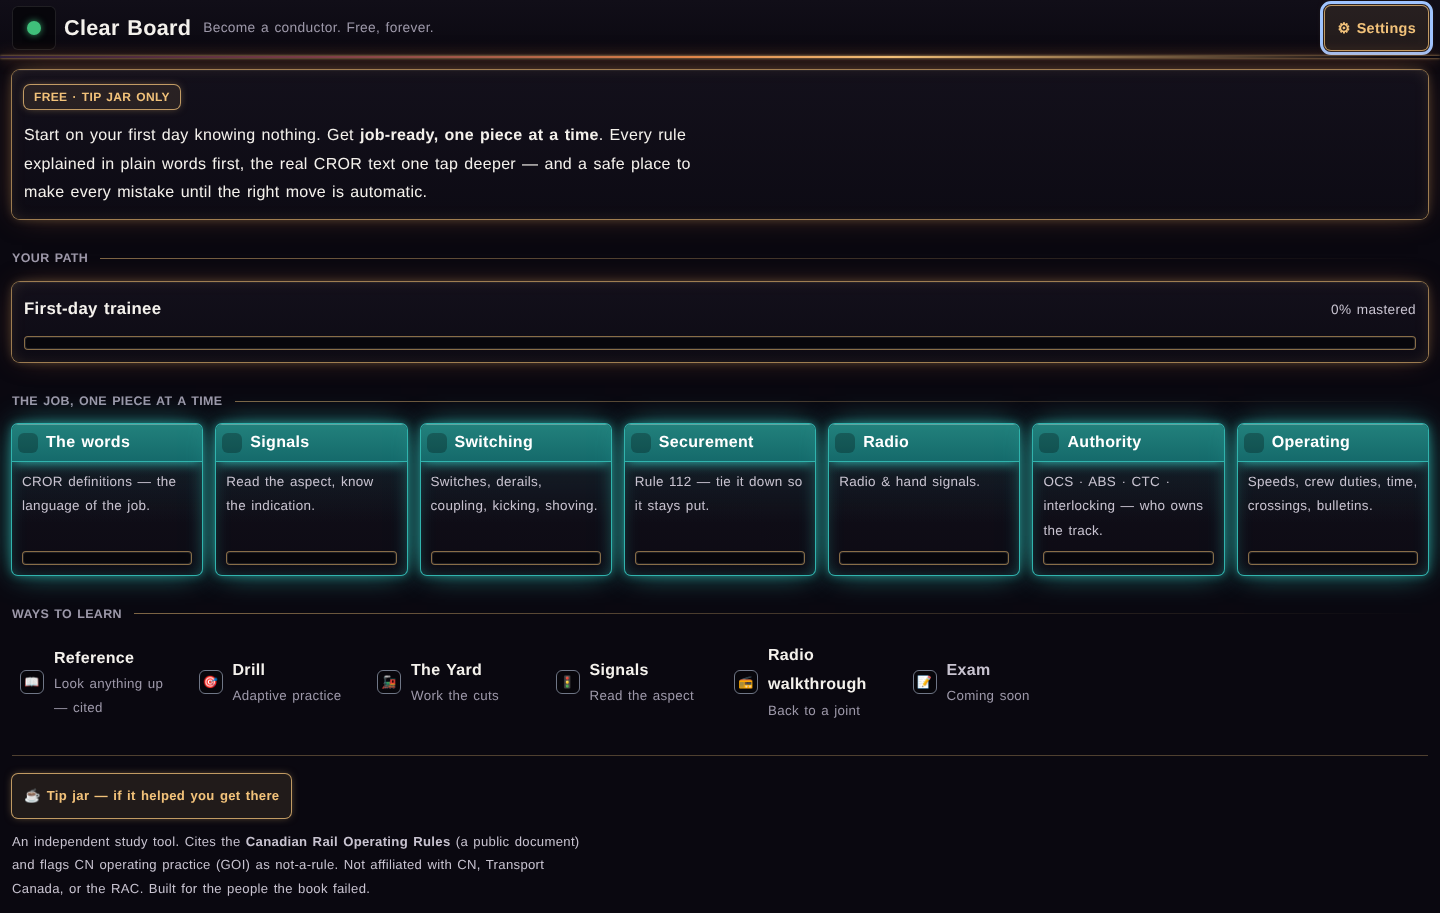 Clear Board
Become a conductor. Free, forever.
⚙ Settings
FREE · TIP JAR ONLY
Start on your first day knowing nothing. Get job-ready, one piece at a time. Every rule
explained in plain words first, the real CROR text one tap deeper — and a safe place to
make every mistake until the right move is automatic.
YOUR PATH
First-day trainee
0% mastered
THE JOB, ONE PIECE AT A TIME
The words
CROR definitions — the
language of the job.
Signals
Read the aspect, know
the indication.
Switching
Switches, derails,
coupling, kicking, shoving.
Securement
Rule 112 — tie it down so
it stays put.
Radio
Radio & hand signals.
Authority
OCS · ABS · CTC ·
interlocking — who owns
the track.
Operating
Speeds, crew duties, time,
crossings, bulletins.
WAYS TO LEARN
Reference
Look anything up
— cited
Drill
Adaptive practice
The Yard
Work the cuts
Signals
Read the aspect
Radio
walkthrough
Back to a joint
Exam
Coming soon
Tip jar — if it helped you get there
An independent study tool. Cites the Canadian Rail Operating Rules (a public document)
and flags CN operating practice (GOI) as not-a-rule. Not affiliated with CN, Transport
Canada, or the RAC. Built for the people the book failed.